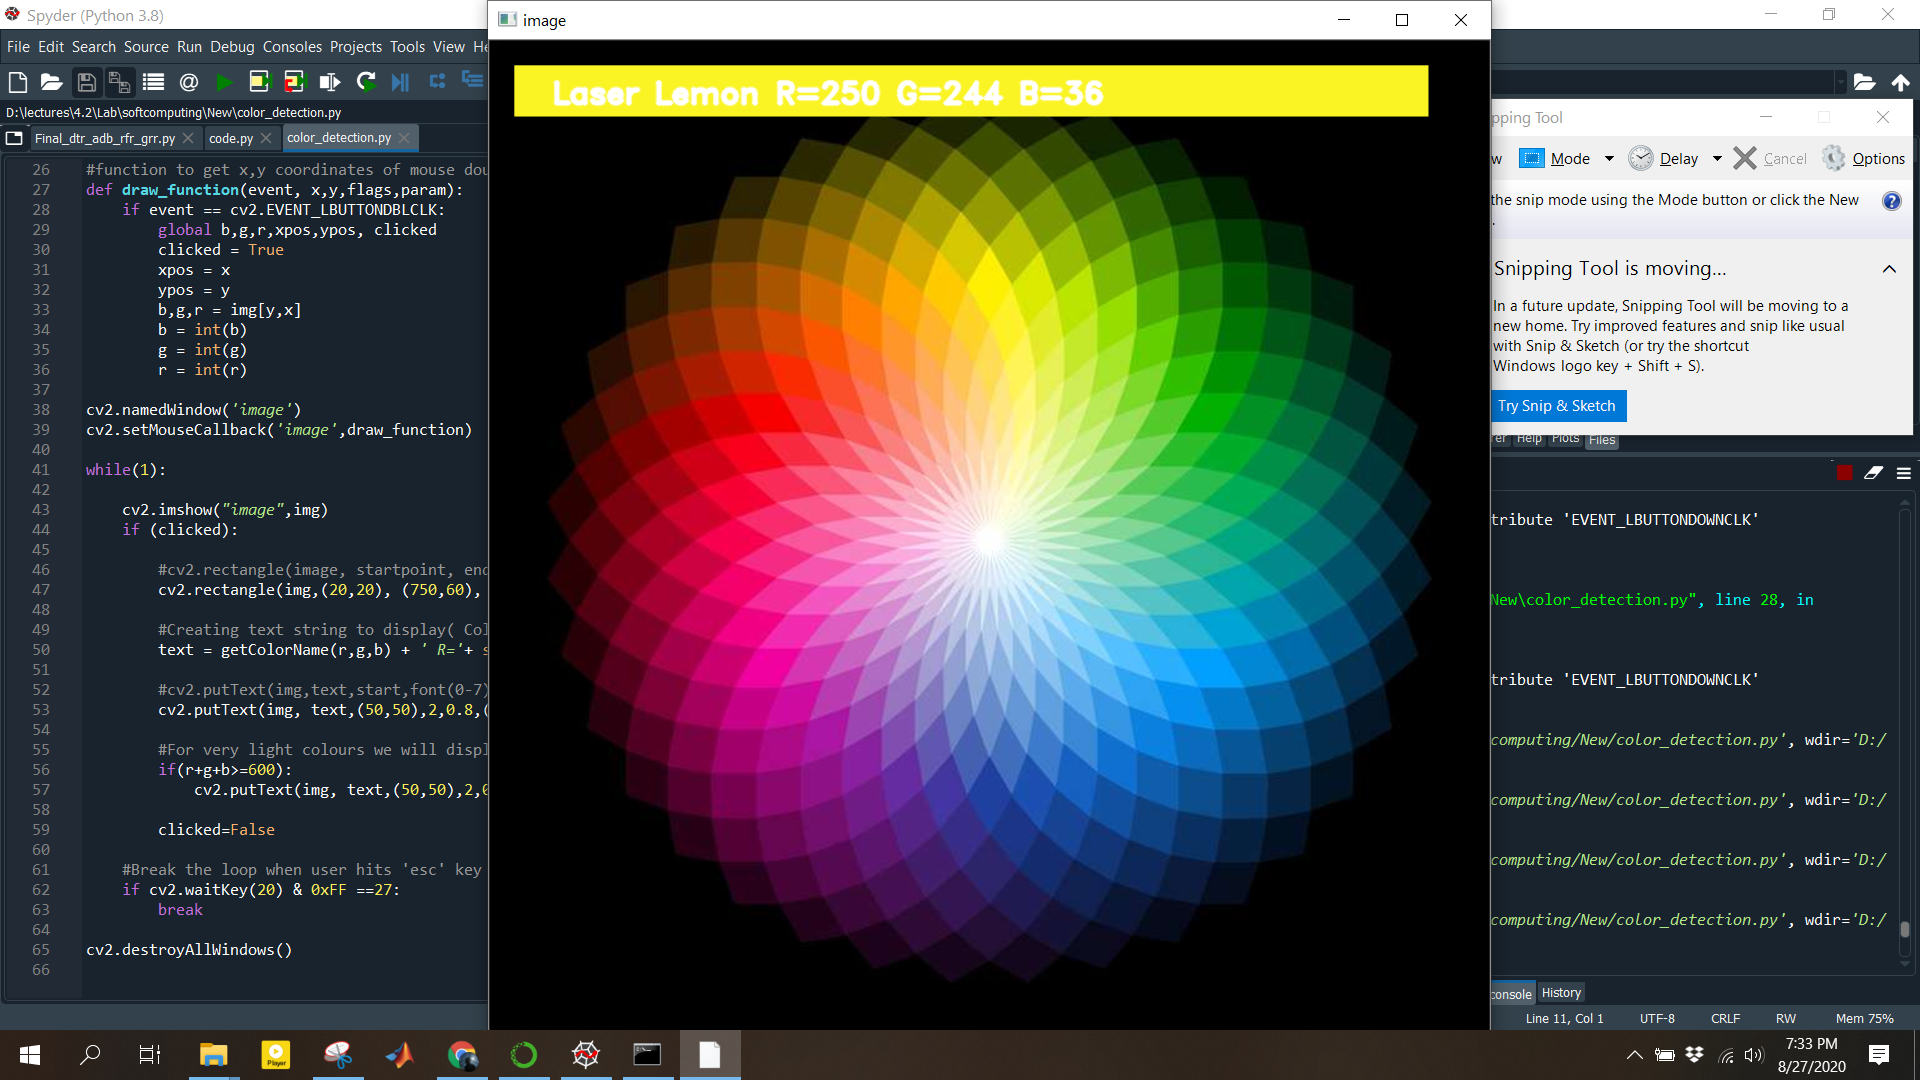 Spyder (Python 3.8)
File Edit Search Source Run Debug Consoles Projects Tools View He
D:\lectures\4.2\Lab\softcomputing\New\color_detection.py
Final_dtr_adb_rfr_grr.py code.py color_detection.py
26 #function to get x,y coordinates of mouse dou
27 def draw_function(event, x,y,flags,param):
28 if event == cv2.EVENT_LBUTTONDBLCLK:
29 global b,g,r,xpos,ypos, clicked
30 clicked = True
31 xpos = x
32 ypos = y
33 b,g,r = img[y,x]
34 b = int(b)
35 g = int(g)
36 r = int(r)
37
38 cv2.namedWindow('image')
39 cv2.setMouseCallback('image',draw_function)
40
41 while(1):
42
43 cv2.imshow("image",img)
44 if (clicked):
45
46 #cv2.rectangle(image, startpoint, end
47 cv2.rectangle(img,(20,20), (750,60),
48
49 #Creating text string to display( Col
50 text = getColorName(r,g,b) + ' R='+ s
51
52 #cv2.putText(img,text,start,font(0-7)
53 cv2.putText(img, text,(50,50),2,0.8,(
54
55 #For very light colours we will displ
56 if(r+g+b>=600):
57 cv2.putText(img, text,(50,50),2,0
58
59 clicked=False
60
61 #Break the loop when user hits 'esc' key
62 if cv2.waitKey(20) & 0xFF ==27:
63 break
64
65 cv2.destroyAllWindows()
66
image
Laser Lemon R=250 G=244 B=36
pping Tool
w Mode Delay Cancel Options
the snip mode using the Mode button or click the New
.
Snipping Tool is moving...
In a future update, Snipping Tool will be moving to a
new home. Try improved features and snip like usual
with Snip & Sketch (or try the shortcut
Windows logo key + Shift + S).
Try Snip & Sketch
rer Help Plots Files
tribute 'EVENT_LBUTTONDOWNCLK'
New\color_detection.py", line 28, in
tribute 'EVENT_LBUTTONDOWNCLK'
computing/New/color_detection.py', wdir='D:/
computing/New/color_detection.py', wdir='D:/
computing/New/color_detection.py', wdir='D:/
computing/New/color_detection.py', wdir='D:/
console History
Line 11, Col 1 UTF-8 CRLF RW Mem 75%
Player
7:33 PM
8/27/2020